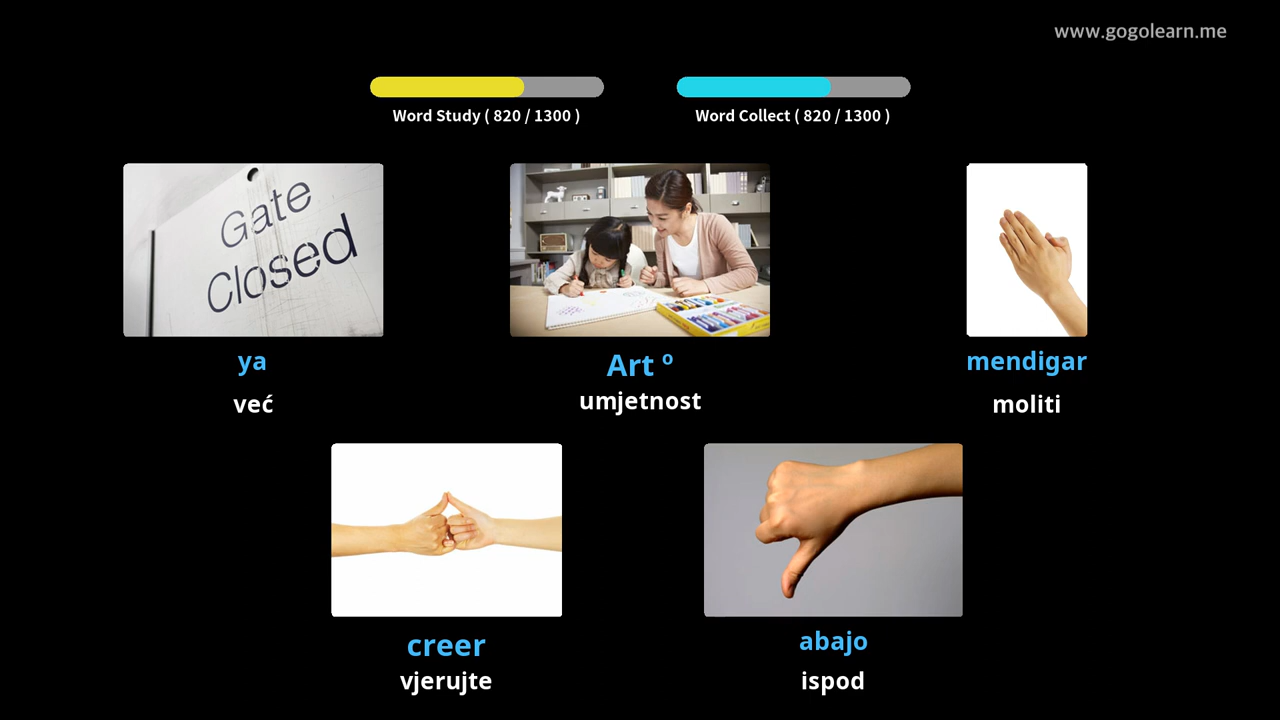 www.gogolearn.me
Word Study ( 820 / 1300 )
Word Collect ( 820 / 1300 )
Gate
Closed
ya
već
Art º
umjetnost
mendigar
moliti
creer
vjerujte
abajo
ispod